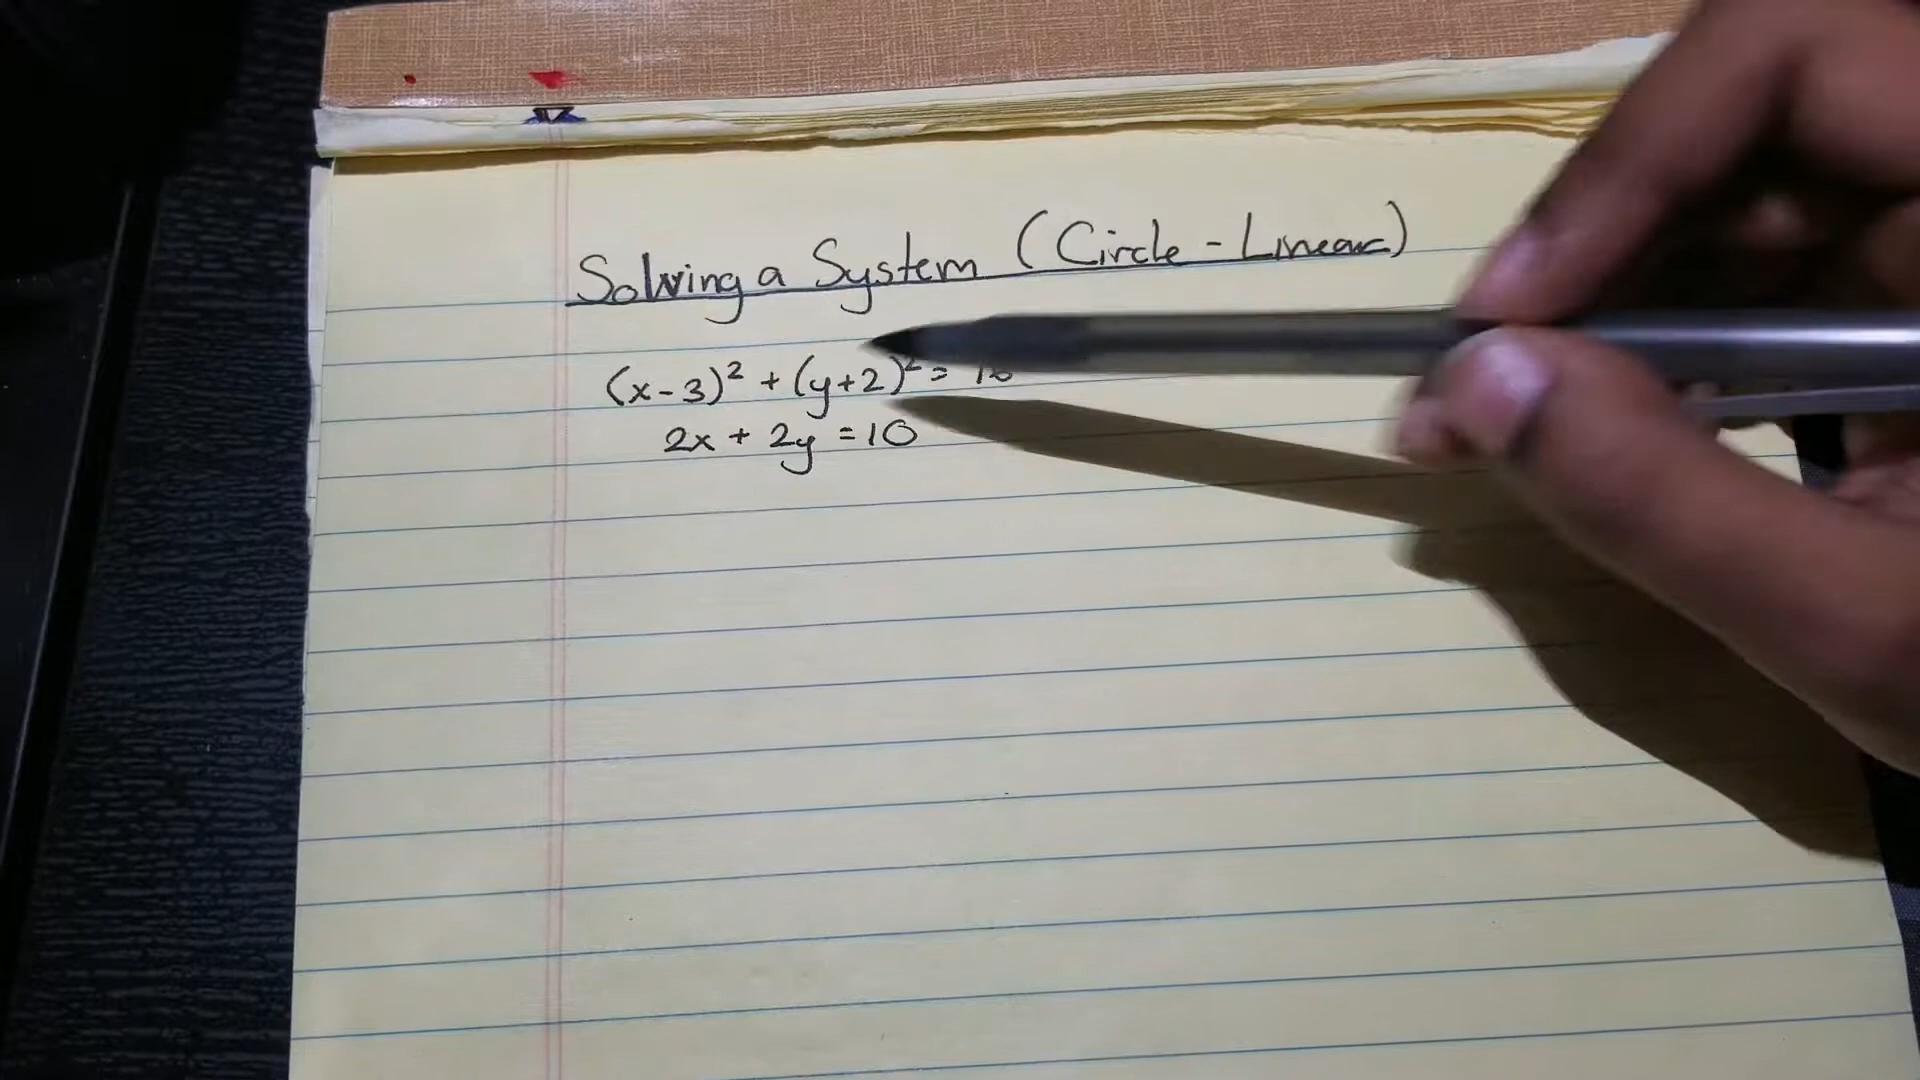 Solving a System (Circle - Linear)
(x-3)² + (y+2)² =
2x + 2y = 10